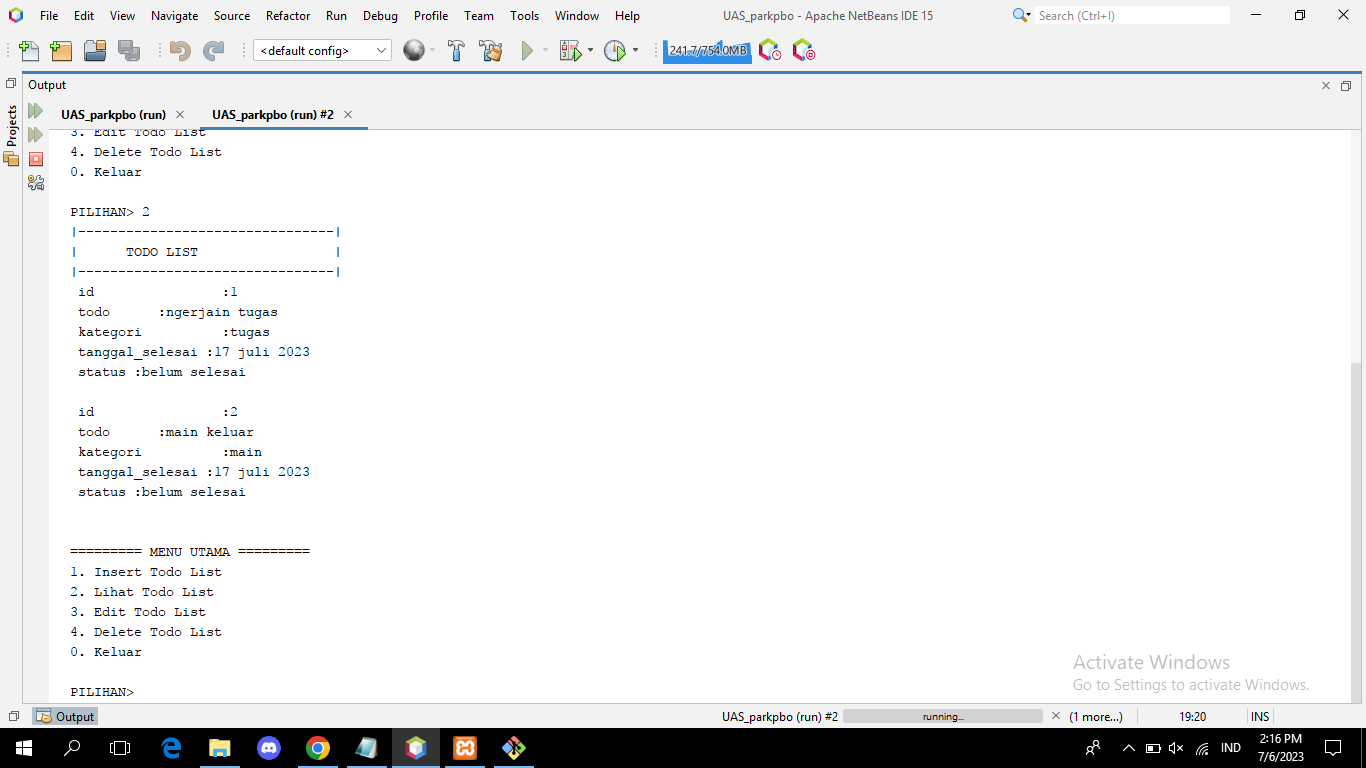 File Edit View Navigate Source Refactor Run Debug Profile Team Tools Window Help UAS_parkpbo - Apache NetBeans IDE 15 Search (Ctrl+I)
<default config> 241.7/754.0MB
Output
Projects
UAS_parkpbo (run) UAS_parkpbo (run) #2
3. Edit Todo List
4. Delete Todo List
0. Keluar
PILIHAN> 2
|--------------------------------|
| TODO LIST |
|--------------------------------|
id :1
todo :ngerjain tugas
kategori :tugas
tanggal_selesai :17 juli 2023
status :belum selesai
id :2
todo :main keluar
kategori :main
tanggal_selesai :17 juli 2023
status :belum selesai
========= MENU UTAMA =========
1. Insert Todo List
2. Lihat Todo List
3. Edit Todo List
4. Delete Todo List
0. Keluar
PILIHAN>
Activate Windows
Go to Settings to activate Windows.
Output UAS_parkpbo (run) #2 running... (1 more...) 19:20 INS
IND 2:16 PM
7/6/2023